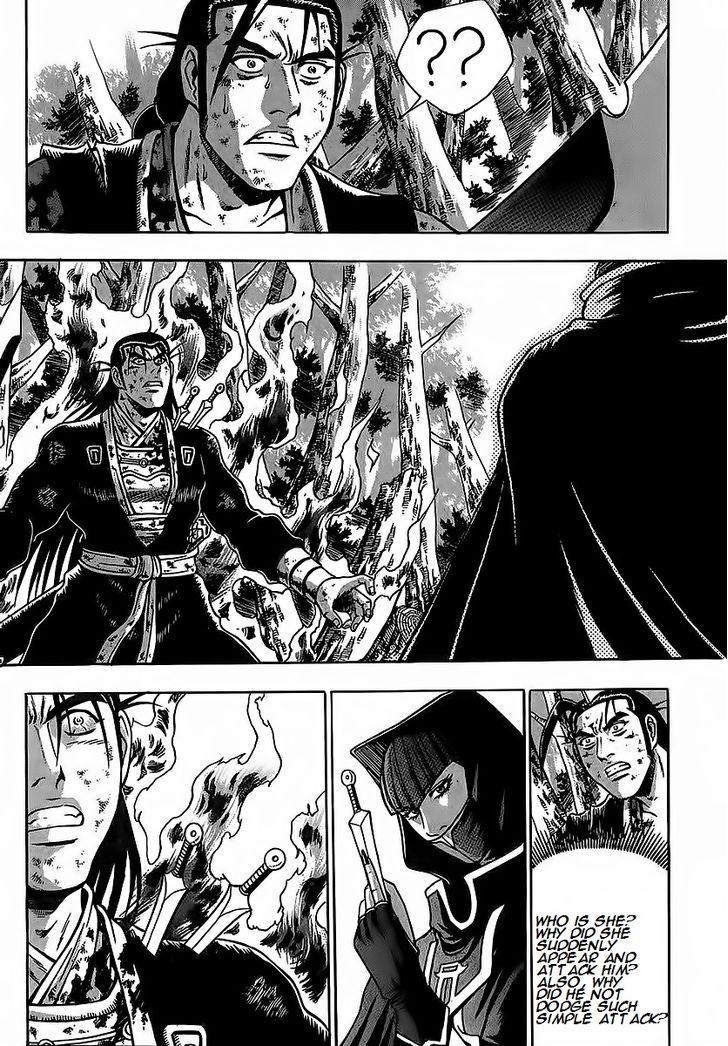 ??
WHO IS SHE?
WHY DID SHE
SUDDENLY
APPEAR AND
ATTACK HIM?
ALSO, WHY
DID HE NOT
DODGE SUCH
SIMPLE ATTACK?